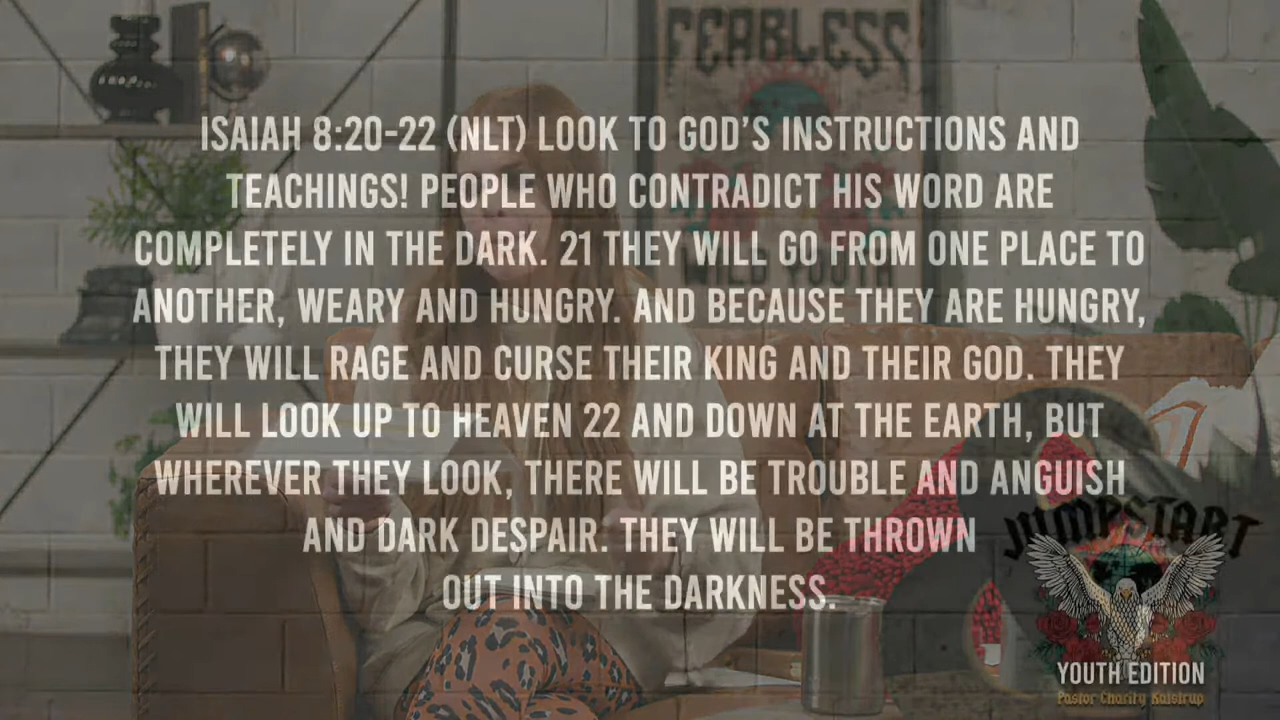 FEARLESS
ISAIAH 8:20-22 (NLT) LOOK TO GOD'S INSTRUCTIONS AND
TEACHINGS! PEOPLE WHO CONTRADICT HIS WORD ARE
COMPLETELY IN THE DARK. 21 THEY WILL GO FROM ONE PLACE TO
ANOTHER, WEARY AND HUNGRY. AND BECAUSE THEY ARE HUNGRY,
THEY WILL RAGE AND CURSE THEIR KING AND THEIR GOD. THEY
WILL LOOK UP TO HEAVEN 22 AND DOWN AT THE EARTH, BUT
WHEREVER THEY LOOK, THERE WILL BE TROUBLE AND ANGUISH
AND DARK DESPAIR. THEY WILL BE THROWN
OUT INTO THE DARKNESS.
WILD YOUTH
JUMPSTART
YOUTH EDITION
Pastor Charity